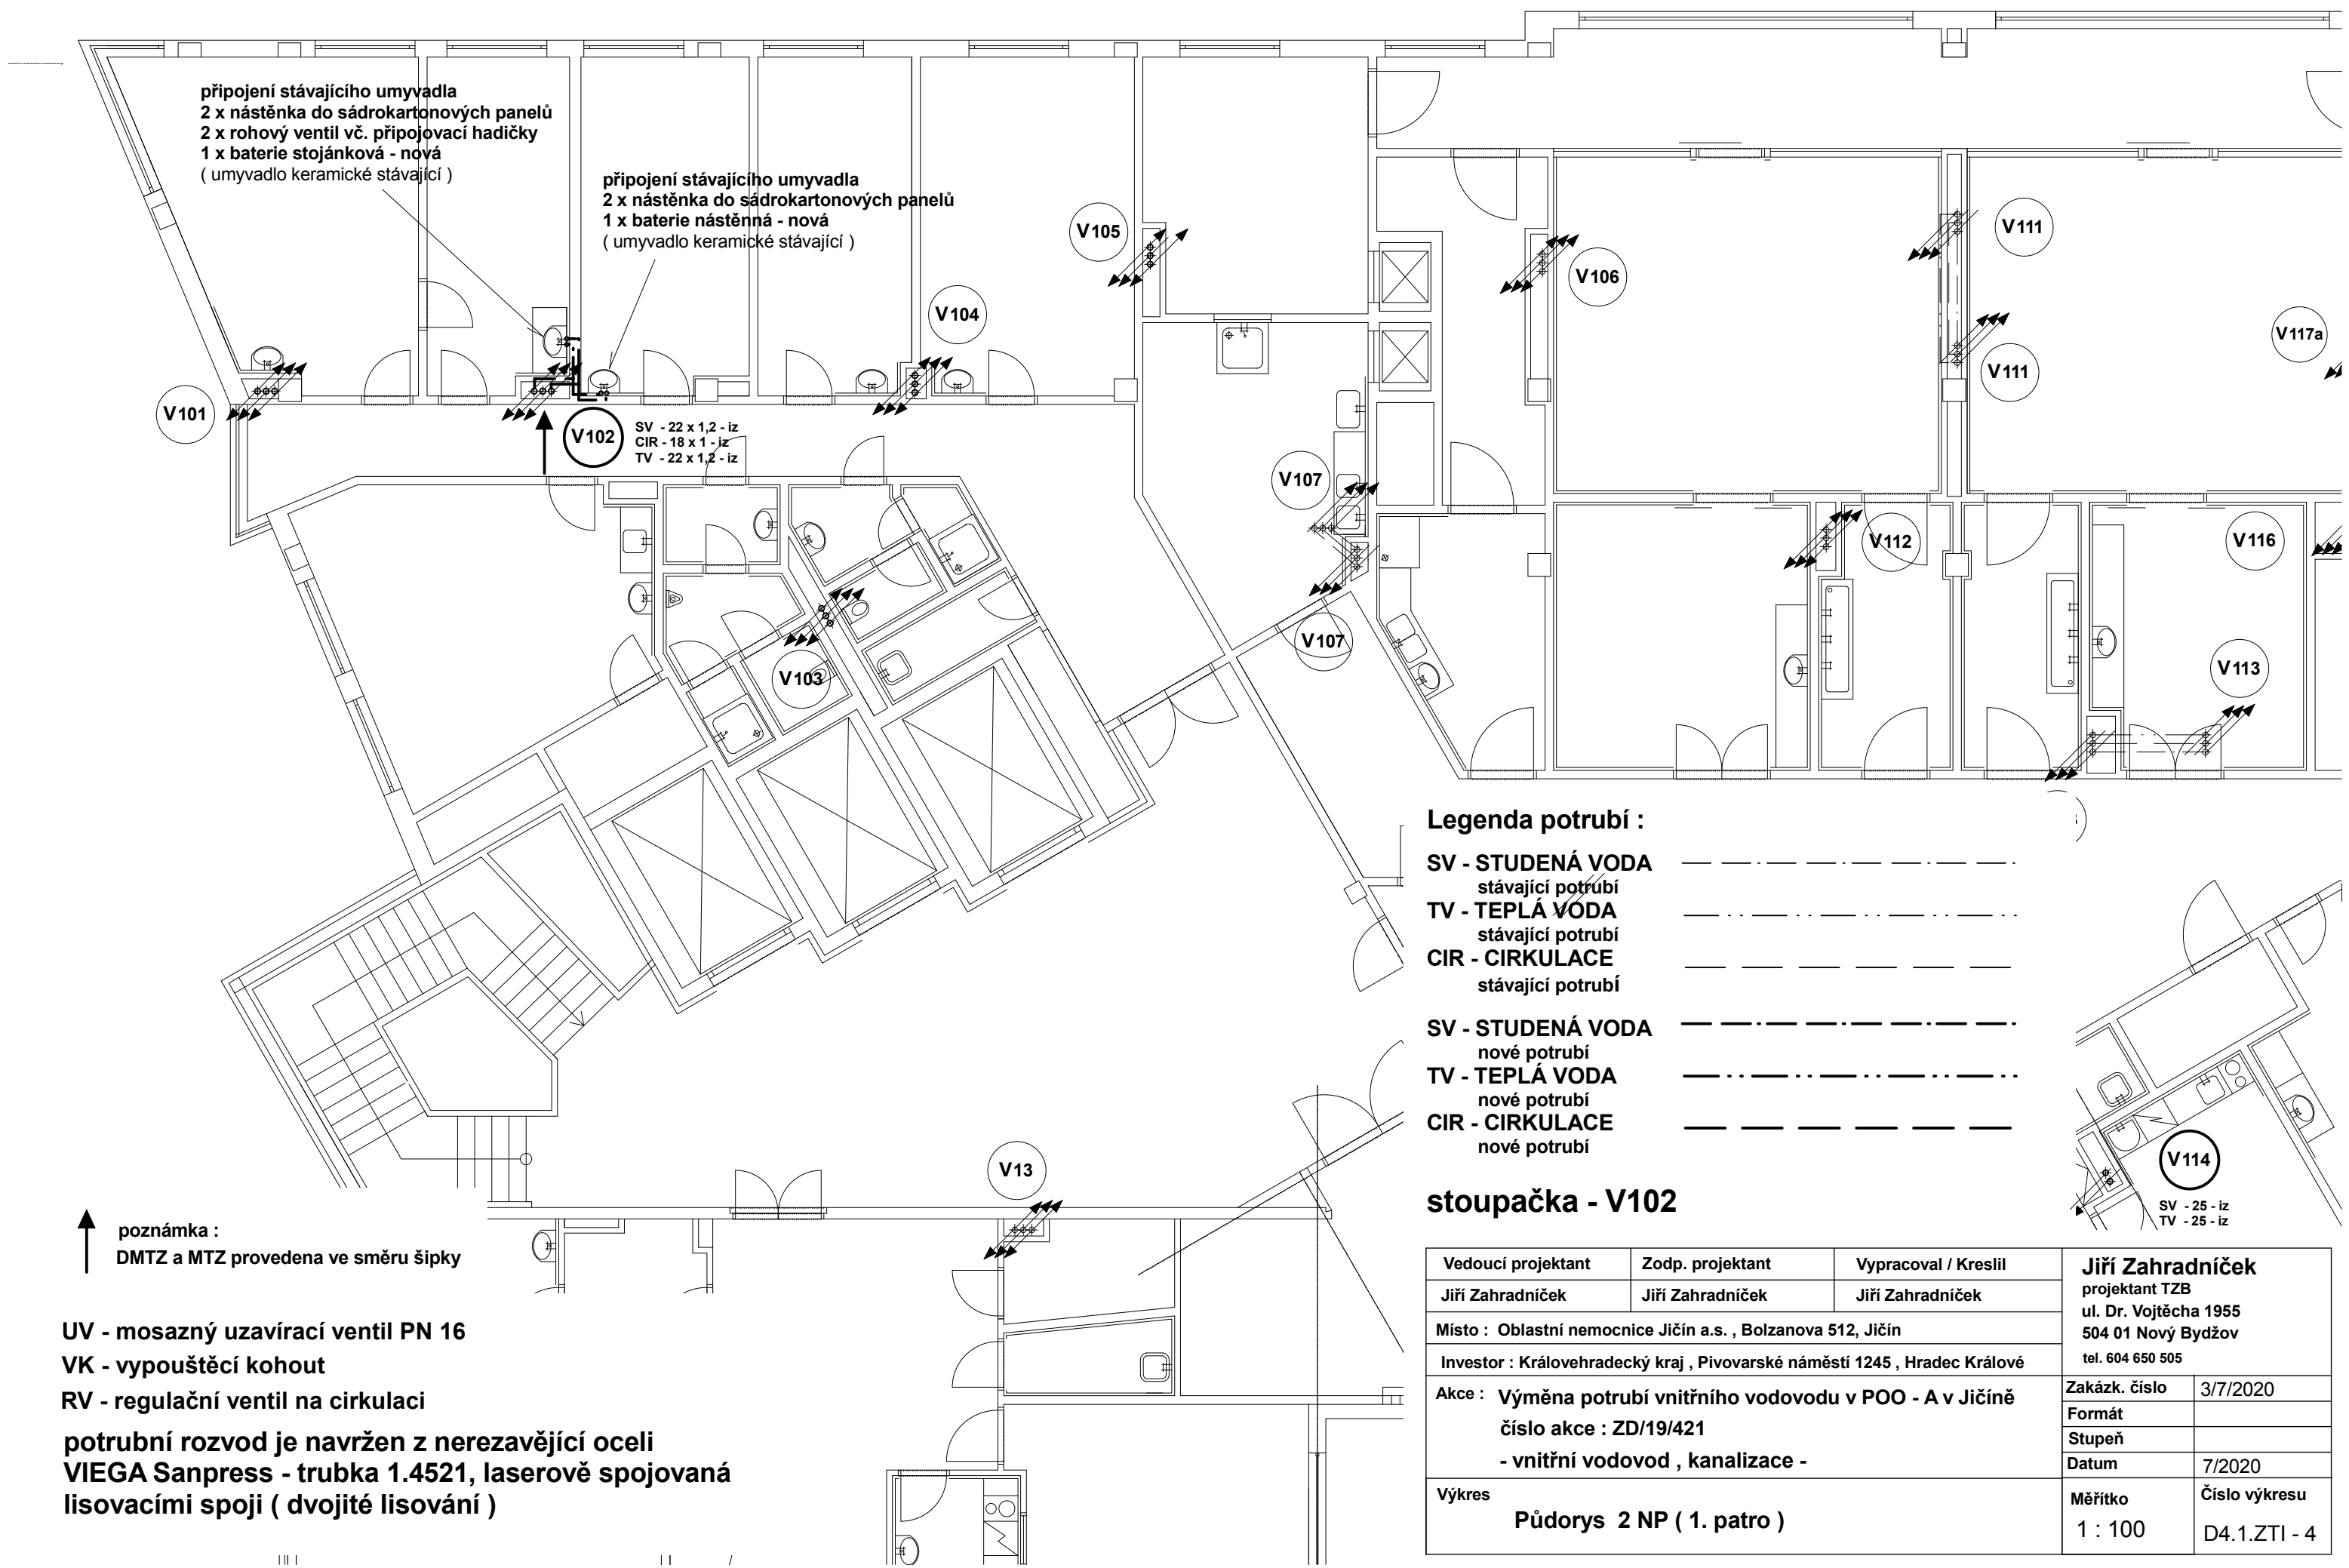 připojení stávajícího umyvadla
2 x nástěnka do sádrokartonových panelů
2 x rohový ventil vč. připojovací hadičky
1 x baterie stojánková - nová
( umyvadlo keramické stávající )
připojení stávajícího umyvadla
2 x nástěnka do sádrokartonových panelů
1 x baterie nástěnná - nová
( umyvadlo keramické stávající )
V105
V106
V111
V104
V117a
V111
V101
V102
SV - 22 x 1,2 - iz
CIR - 18 x 1 - iz
TV - 22 x 1,2 - iz
V107
V112
V116
V107
V103
V113
Legenda potrubí :
SV - STUDENÁ VODA
stávající potrubí
TV - TEPLÁ VODA
stávající potrubí
CIR - CIRKULACE
stávající potrubí
SV - STUDENÁ VODA
nové potrubí
TV - TEPLÁ VODA
nové potrubí
CIR - CIRKULACE
nové potrubí
V13
V114
SV - 25 - iz
TV - 25 - iz
stoupačka - V102
poznámka :
DMTZ a MTZ provedena ve směru šipky
UV - mosazný uzavírací ventil PN 16
VK - vypouštěcí kohout
RV - regulační ventil na cirkulaci
potrubní rozvod je navržen z nerezavějící oceli
VIEGA Sanpress - trubka 1.4521, laserově spojovaná
lisovacími spoji ( dvojité lisování )
Vedoucí projektant
Zodp. projektant
Vypracoval / Kreslil
Jiří Zahradníček
Jiří Zahradníček
Jiří Zahradníček
Místo : Oblastní nemocnice Jičín a.s. , Bolzanova 512, Jičín
Investor : Královehradecký kraj , Pivovarské náměstí 1245 , Hradec Králové
Akce : Výměna potrubí vnitřního vodovodu v POO - A v Jičíně
číslo akce : ZD/19/421
- vnitřní vodovod , kanalizace -
Výkres
Půdorys 2 NP ( 1. patro )
Jiří Zahradníček
projektant TZB
ul. Dr. Vojtěcha 1955
504 01 Nový Bydžov
tel. 604 650 505
Zakázk. číslo 3/7/2020
Formát
Stupeň
Datum 7/2020
Měřítko
1 : 100
Číslo výkresu
D4.1.ZTI - 4